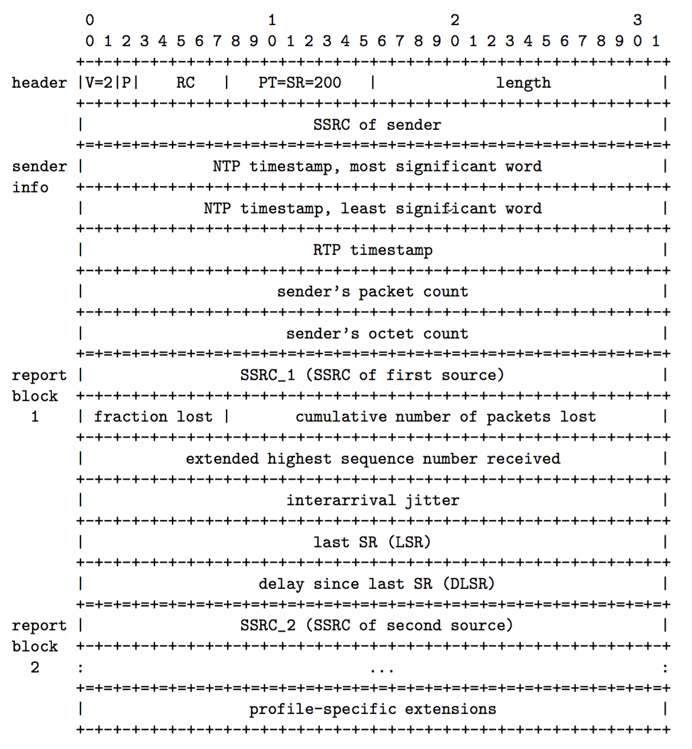 0                   1                   2                   3
 0 1 2 3 4 5 6 7 8 9 0 1 2 3 4 5 6 7 8 9 0 1 2 3 4 5 6 7 8 9 0 1
+-+-+-+-+-+-+-+-+-+-+-+-+-+-+-+-+-+-+-+-+-+-+-+-+-+-+-+-+-+-+-+-+
header |V=2|P|    RC   |   PT=SR=200   |             length            |
+-+-+-+-+-+-+-+-+-+-+-+-+-+-+-+-+-+-+-+-+-+-+-+-+-+-+-+-+-+-+-+-+
|                         SSRC of sender                        |
+=+=+=+=+=+=+=+=+=+=+=+=+=+=+=+=+=+=+=+=+=+=+=+=+=+=+=+=+=+=+=+=+
sender |              NTP timestamp, most significant word             |
info   +-+-+-+-+-+-+-+-+-+-+-+-+-+-+-+-+-+-+-+-+-+-+-+-+-+-+-+-+-+-+-+-+
|             NTP timestamp, least significant word             |
+-+-+-+-+-+-+-+-+-+-+-+-+-+-+-+-+-+-+-+-+-+-+-+-+-+-+-+-+-+-+-+-+
|                         RTP timestamp                         |
+-+-+-+-+-+-+-+-+-+-+-+-+-+-+-+-+-+-+-+-+-+-+-+-+-+-+-+-+-+-+-+-+
|                     sender's packet count                     |
+-+-+-+-+-+-+-+-+-+-+-+-+-+-+-+-+-+-+-+-+-+-+-+-+-+-+-+-+-+-+-+-+
|                      sender's octet count                     |
+=+=+=+=+=+=+=+=+=+=+=+=+=+=+=+=+=+=+=+=+=+=+=+=+=+=+=+=+=+=+=+=+
report |                 SSRC_1 (SSRC of first source)                 |
block  +-+-+-+-+-+-+-+-+-+-+-+-+-+-+-+-+-+-+-+-+-+-+-+-+-+-+-+-+-+-+-+-+
1    | fraction lost |       cumulative number of packets lost       |
+-+-+-+-+-+-+-+-+-+-+-+-+-+-+-+-+-+-+-+-+-+-+-+-+-+-+-+-+-+-+-+-+
|           extended highest sequence number received           |
+-+-+-+-+-+-+-+-+-+-+-+-+-+-+-+-+-+-+-+-+-+-+-+-+-+-+-+-+-+-+-+-+
|                      interarrival jitter                      |
+-+-+-+-+-+-+-+-+-+-+-+-+-+-+-+-+-+-+-+-+-+-+-+-+-+-+-+-+-+-+-+-+
|                         last SR (LSR)                         |
+-+-+-+-+-+-+-+-+-+-+-+-+-+-+-+-+-+-+-+-+-+-+-+-+-+-+-+-+-+-+-+-+
|                   delay since last SR (DLSR)                  |
+=+=+=+=+=+=+=+=+=+=+=+=+=+=+=+=+=+=+=+=+=+=+=+=+=+=+=+=+=+=+=+=+
report |                 SSRC_2 (SSRC of second source)                |
block  +-+-+-+-+-+-+-+-+-+-+-+-+-+-+-+-+-+-+-+-+-+-+-+-+-+-+-+-+-+-+-+-+
2    :                               ...                             :
+=+=+=+=+=+=+=+=+=+=+=+=+=+=+=+=+=+=+=+=+=+=+=+=+=+=+=+=+=+=+=+=+
|                  profile-specific extensions                  |
+-+-+-+-+-+-+-+-+-+-+-+-+-+-+-+-+-+-+-+-+-+-+-+-+-+-+-+-+-+-+-+-+